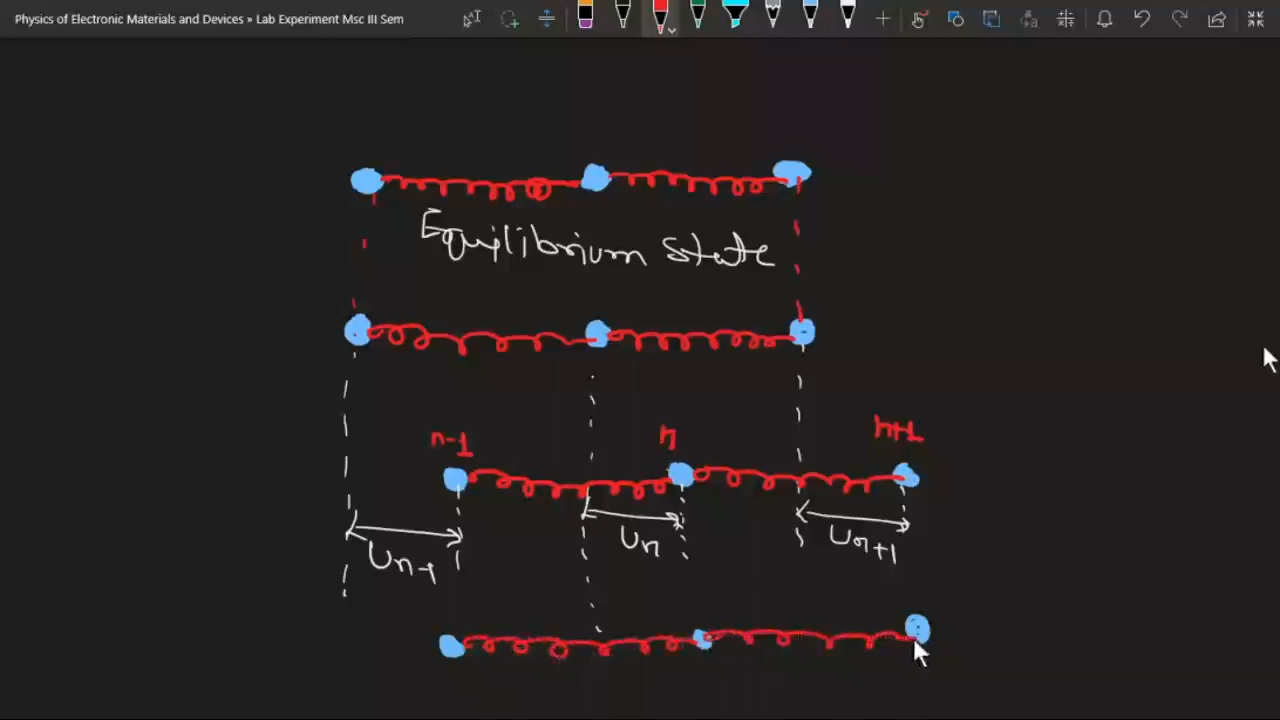 Physics of Electronic Materials and Devices » Lab Experiment Msc III Sem
Equilibrium state
n-1 n n+1
Un-1 Un Un+1